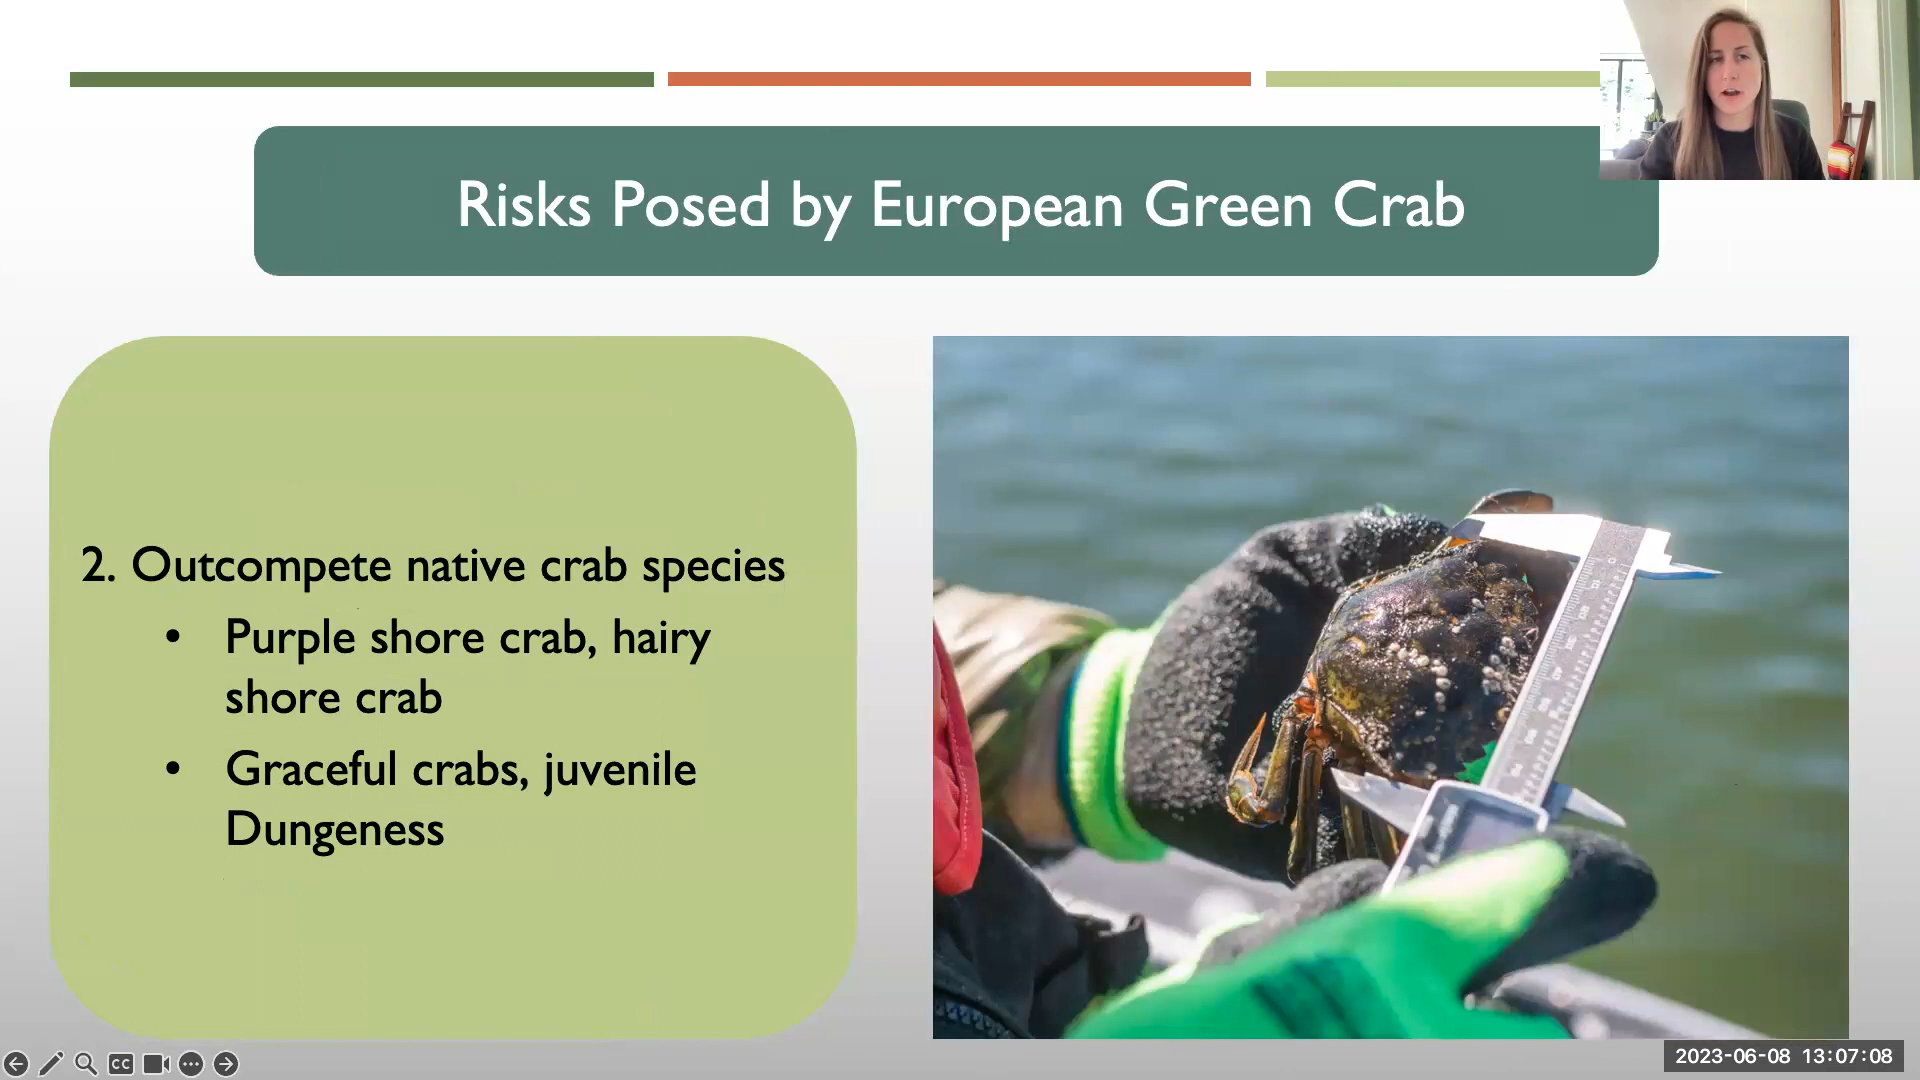 Risks Posed by European Green Crab
2. Outcompete native crab species
• Purple shore crab, hairy
shore crab
• Graceful crabs, juvenile
Dungeness
CC
2023-06-08 13:07:08